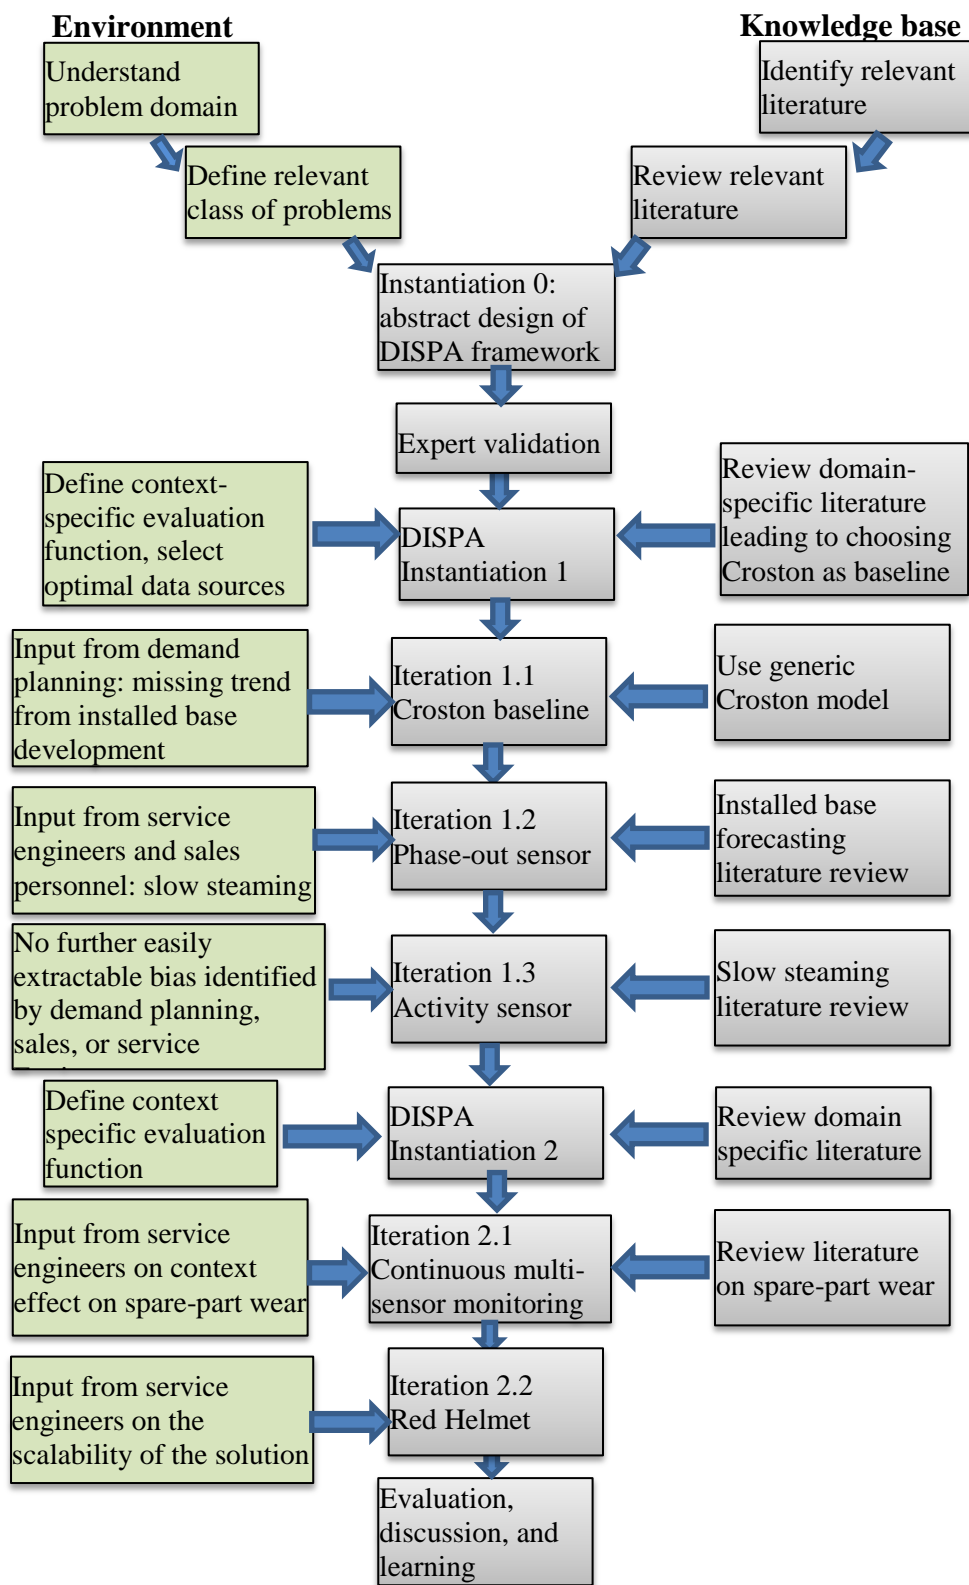 Environment
Knowledge base
Understand
problem domain
Identify relevant
literature
Define relevant
class of problems
Review relevant
literature
Instantiation 0:
abstract design of
DISPA framework
Expert validation
Define context-
specific evaluation
function, select
optimal data sources
DISPA
Instantiation 1
Review domain-
specific literature
leading to choosing
Croston as baseline
Input from demand
planning: missing trend
from installed base
development
Iteration 1.1
Croston baseline
Use generic
Croston model
Input from service
engineers and sales
personnel: slow steaming
Iteration 1.2
Phase-out sensor
Installed base
forecasting
literature review
No further easily
extractable bias identified
by demand planning,
sales, or service
Iteration 1.3
Activity sensor
Slow steaming
literature review
Define context
specific evaluation
function
DISPA
Instantiation 2
Review domain
specific literature
Input from service
engineers on context
effect on spare-part wear
Iteration 2.1
Continuous multi-
sensor monitoring
Review literature
on spare-part wear
Input from service
engineers on the
scalability of the solution
Iteration 2.2
Red Helmet
Evaluation,
discussion, and
learning